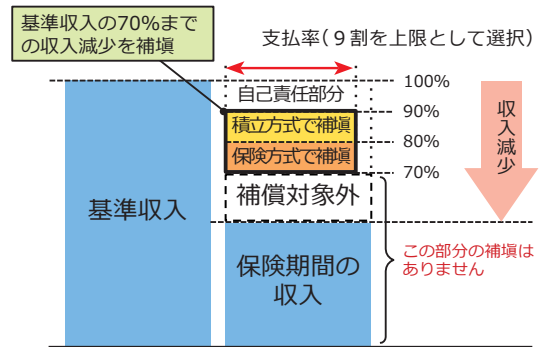 基準収入の70%まで
の収入減少を補塡
支払率(9割を上限として選択)
100%
自己責任部分
90%
積立方式で補塡
80%
保険方式で補塡
70%
収入減少
補償対象外
基準収入
保険期間の
収入
この部分の補塡は
ありません